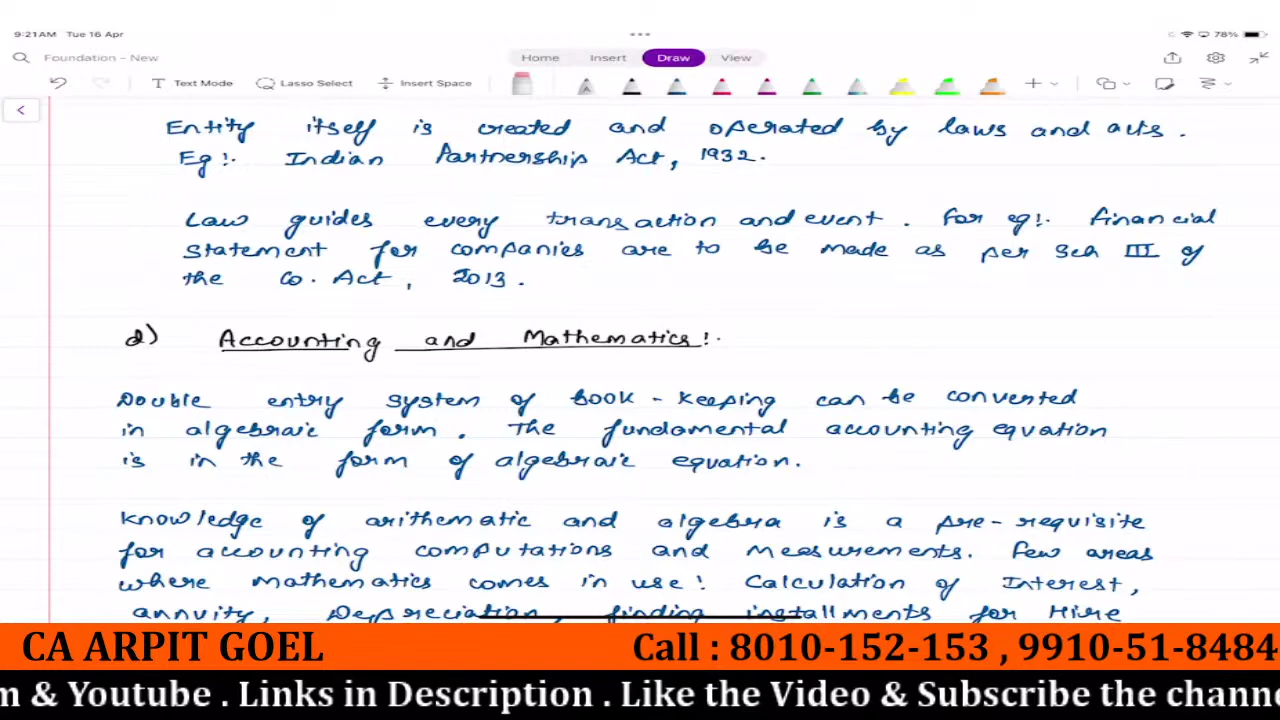 9:21AM Tue 16 Apr
78%
Foundation - New
Home Insert Draw View
Text Mode Lasso Select Insert Space
Entity itself is created and operated by laws and acts.
Eg:. Indian Partnership Act, 1932.
Law guides every transaction and event. For eg:. Financial
Statement for companies are to be made as per Sch III of
the Co. Act, 2013.
d) Accounting and Mathematics:.
Double entry system of book - keeping can be converted
in algebraic form. The fundamental accounting equation
is in the form of algebraic equation.
Knowledge of arithematic and algebra is a pre-requisite
for accounting computations and measurements. Few areas
where mathematics comes in use: Calculation of Interest,
annuity, Depreciation, finding installments for Hire
CA ARPIT GOEL Call : 8010-152-153 , 9910-51-8484
m & Youtube . Links in Description . Like the Video & Subscribe the channe